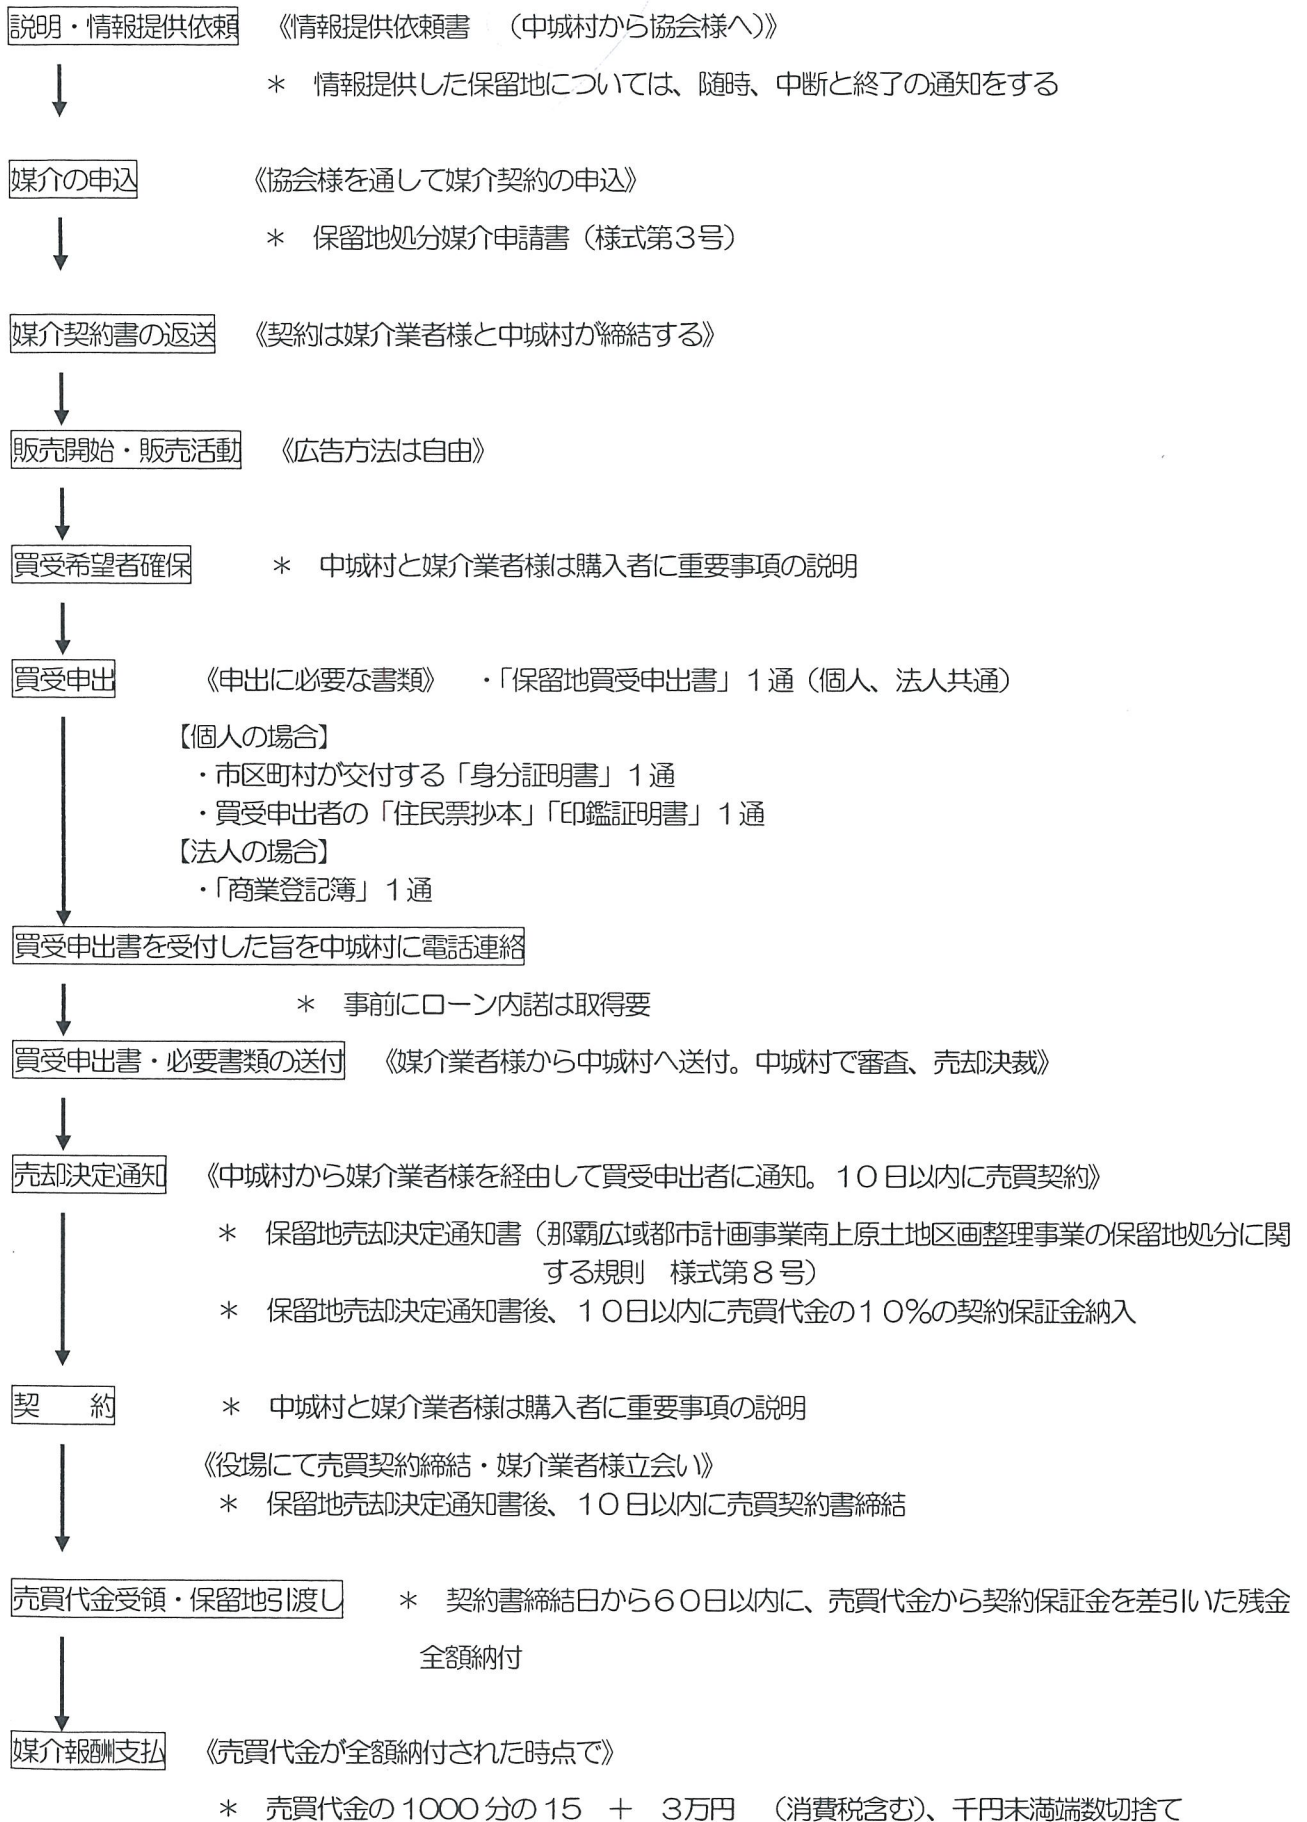 説明・情報提供依頼　《情報提供依頼書　（中城村から協会様へ）》
＊　情報提供した保留地については、随時、中断と終了の通知をする
媒介の申込　《協会様を通して媒介契約の申込》
＊　保留地処分媒介申請書（様式第３号）
媒介契約書の返送　《契約は媒介業者様と中城村が締結する》
販売開始・販売活動　《広告方法は自由》
買受希望者確保　＊　中城村と媒介業者様は購入者に重要事項の説明
買受申出　《申出に必要な書類》　・「保留地買受申出書」１通（個人、法人共通）
【個人の場合】
・市区町村が交付する「身分証明書」１通
・買受申出者の「住民票抄本」「印鑑証明書」１通
【法人の場合】
・「商業登記簿」１通
買受申出書を受付した旨を中城村に電話連絡
＊　事前にローン内諾は取得要
買受申出書・必要書類の送付　《媒介業者様から中城村へ送付。中城村で審査、売却決裁》
売却決定通知　《中城村から媒介業者様を経由して買受申出者に通知。１０日以内に売買契約》
＊　保留地売却決定通知書（那覇広域都市計画事業南上原土地区画整理事業の保留地処分に関
する規則　様式第８号）
＊　保留地売却決定通知書後、１０日以内に売買代金の１０％の契約保証金納入
契　　約　＊　中城村と媒介業者様は購入者に重要事項の説明
《役場にて売買契約締結・媒介業者様立会い》
＊　保留地売却決定通知書後、１０日以内に売買契約書締結
売買代金受領・保留地引渡し　＊　契約書締結日から６０日以内に、売買代金から契約保証金を差引いた残金
全額納付
媒介報酬支払　《売買代金が全額納付された時点で》
＊　売買代金の１０００分の１５　＋　３万円　（消費税含む）、千円未満端数切捨て